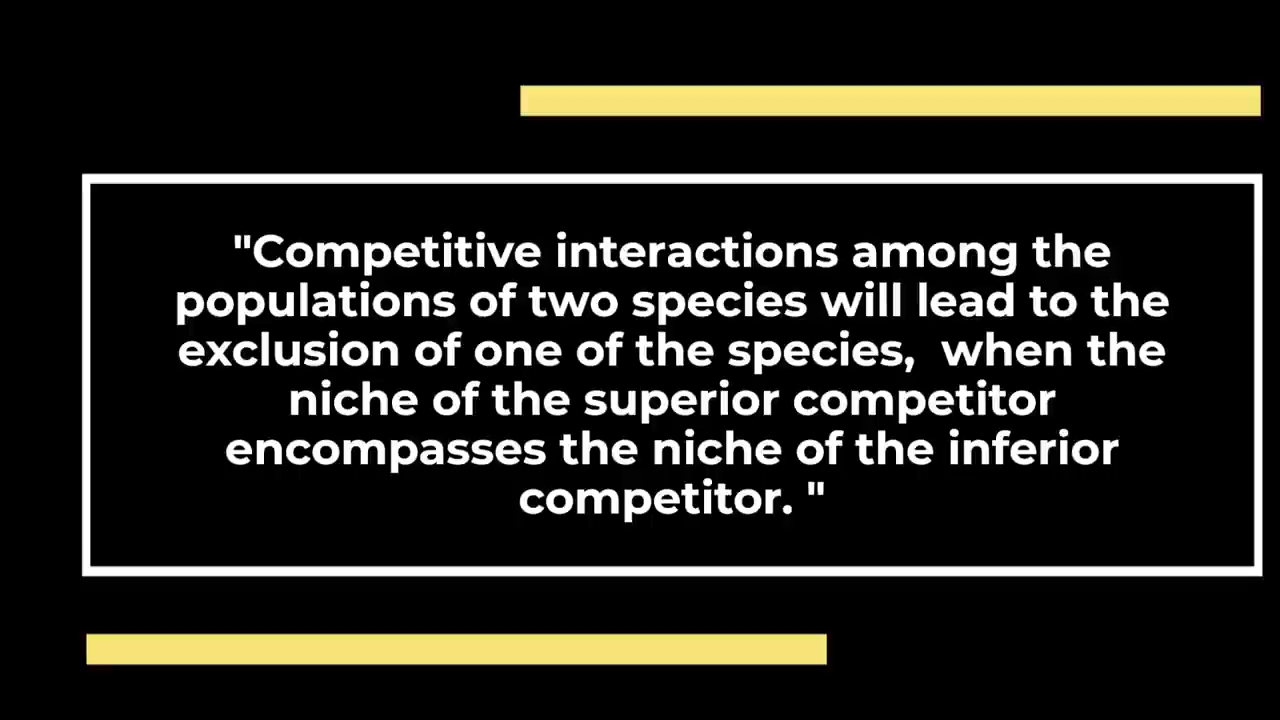 "Competitive interactions among the
populations of two species will lead to the
exclusion of one of the species,  when the
niche of the superior competitor
encompasses the niche of the inferior
competitor. "